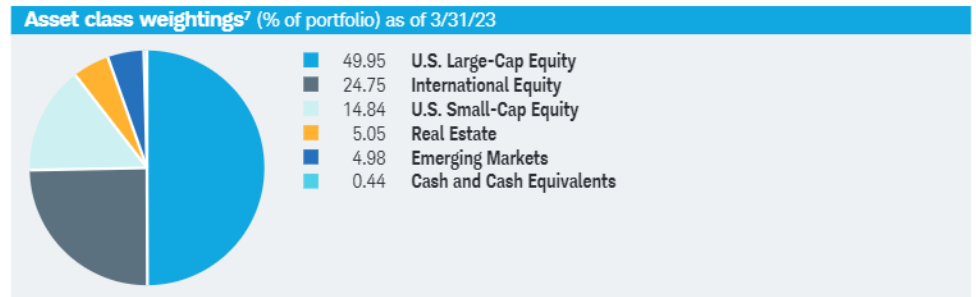 Asset class weightings⁷ (% of portfolio) as of 3/31/23
49.95 U.S. Large-Cap Equity
24.75 International Equity
14.84 U.S. Small-Cap Equity
5.05 Real Estate
4.98 Emerging Markets
0.44 Cash and Cash Equivalents